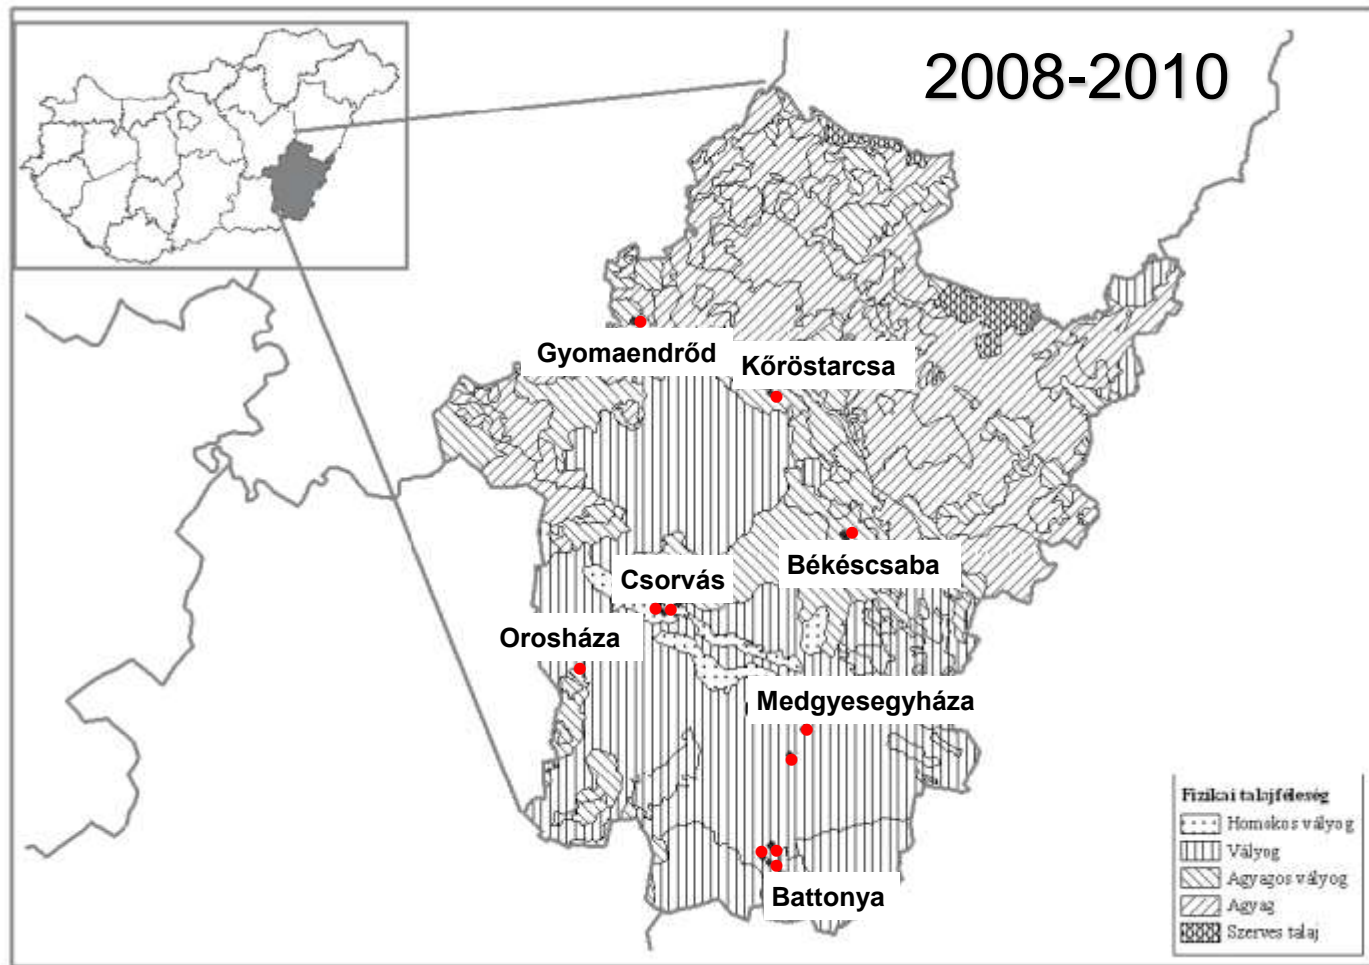 2008-2010
Gyomaendrőd
Kőröstarcsa
Békéscsaba
Csorvás
Orosháza
Medgyesegyháza
Battonya
Fizikai talajféleség
Homokos vályog
Vályog
Agyagos vályog
Agyag
Szerves talaj